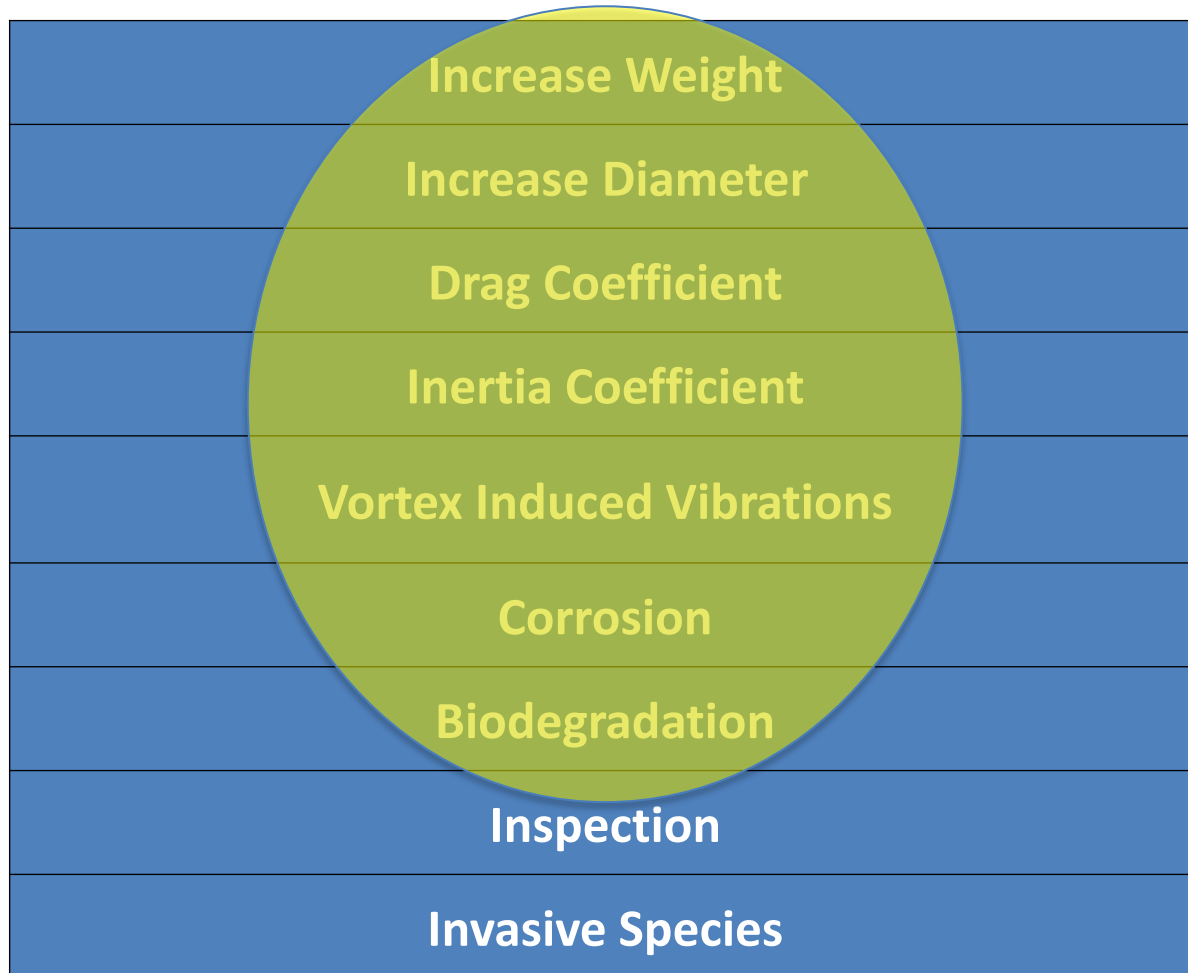 Increase Weight
Increase Diameter
Drag Coefficient
Inertia Coefficient
Vortex Induced Vibrations
Corrosion
Biodegradation
Inspection
Invasive Species